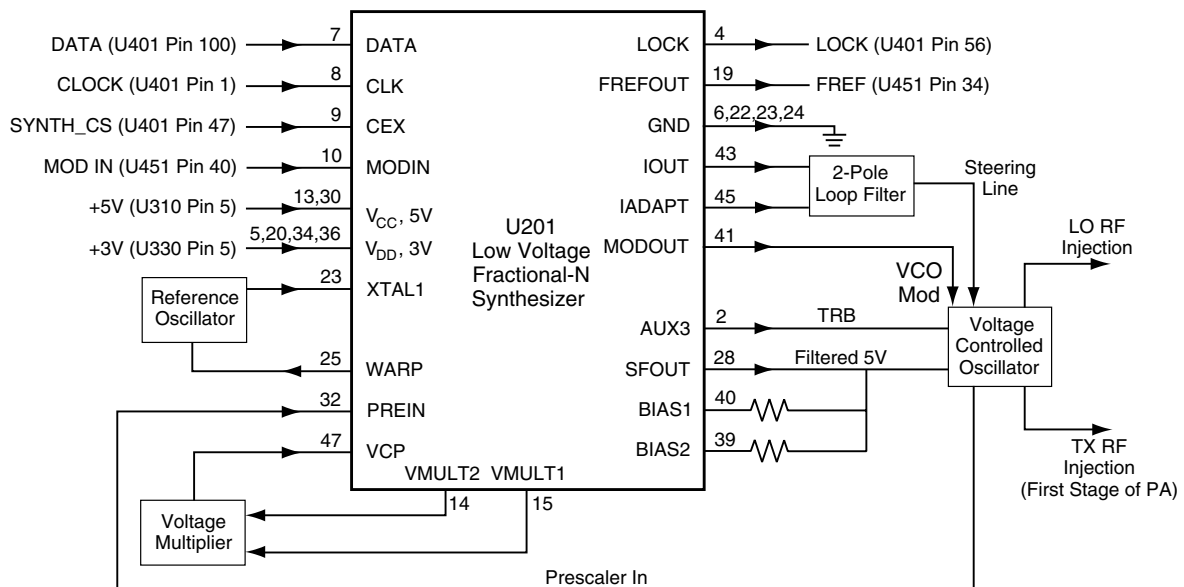 DATA (U401 Pin 100)
7
DATA
CLOCK (U401 Pin 1)
8
CLK
SYNTH_CS (U401 Pin 47)
9
CEX
MOD IN (U451 Pin 40)
10
MODIN
+5V (U310 Pin 5)
13,30
VCC, 5V
+3V (U330 Pin 5)
5,20,34,36
VDD, 3V
Reference
Oscillator
23
XTAL1
25
WARP
32
PREIN
47
VCP
VMULT2
VMULT1
14
15
Voltage
Multiplier
U201
Low Voltage
Fractional-N
Synthesizer
LOCK
4
LOCK (U401 Pin 56)
FREFOUT
19
FREF (U451 Pin 34)
GND
6,22,23,24
IOUT
43
IADAPT
45
2-Pole
Loop Filter
Steering
Line
MODOUT
41
VCO
Mod
LO RF
Injection
AUX3
2
TRB
SFOUT
28
Filtered 5V
BIAS1
40
BIAS2
39
Voltage
Controlled
Oscillator
TX RF
Injection
(First Stage of PA)
Prescaler In